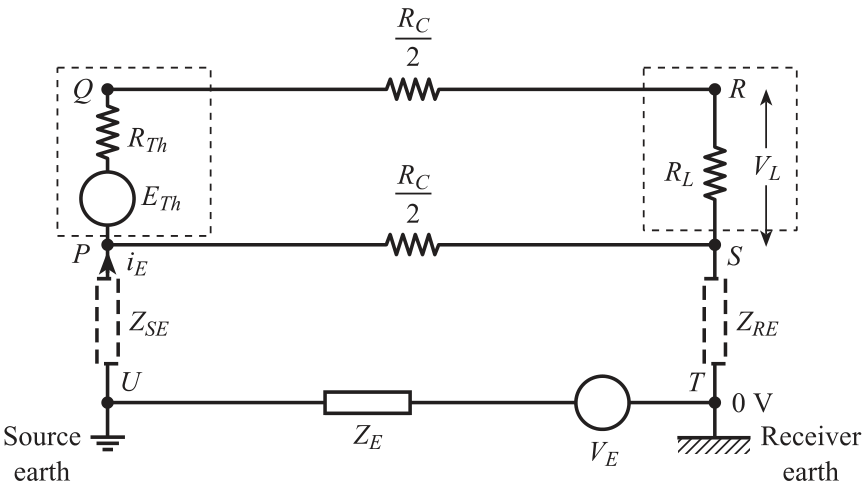 R_C
2
Q
R
R_Th
E_Th
R_L
V_L
R_C
2
P
i_E
S
Z_SE
Z_RE
U
T
0 V
Source
earth
Z_E
V_E
Receiver
earth